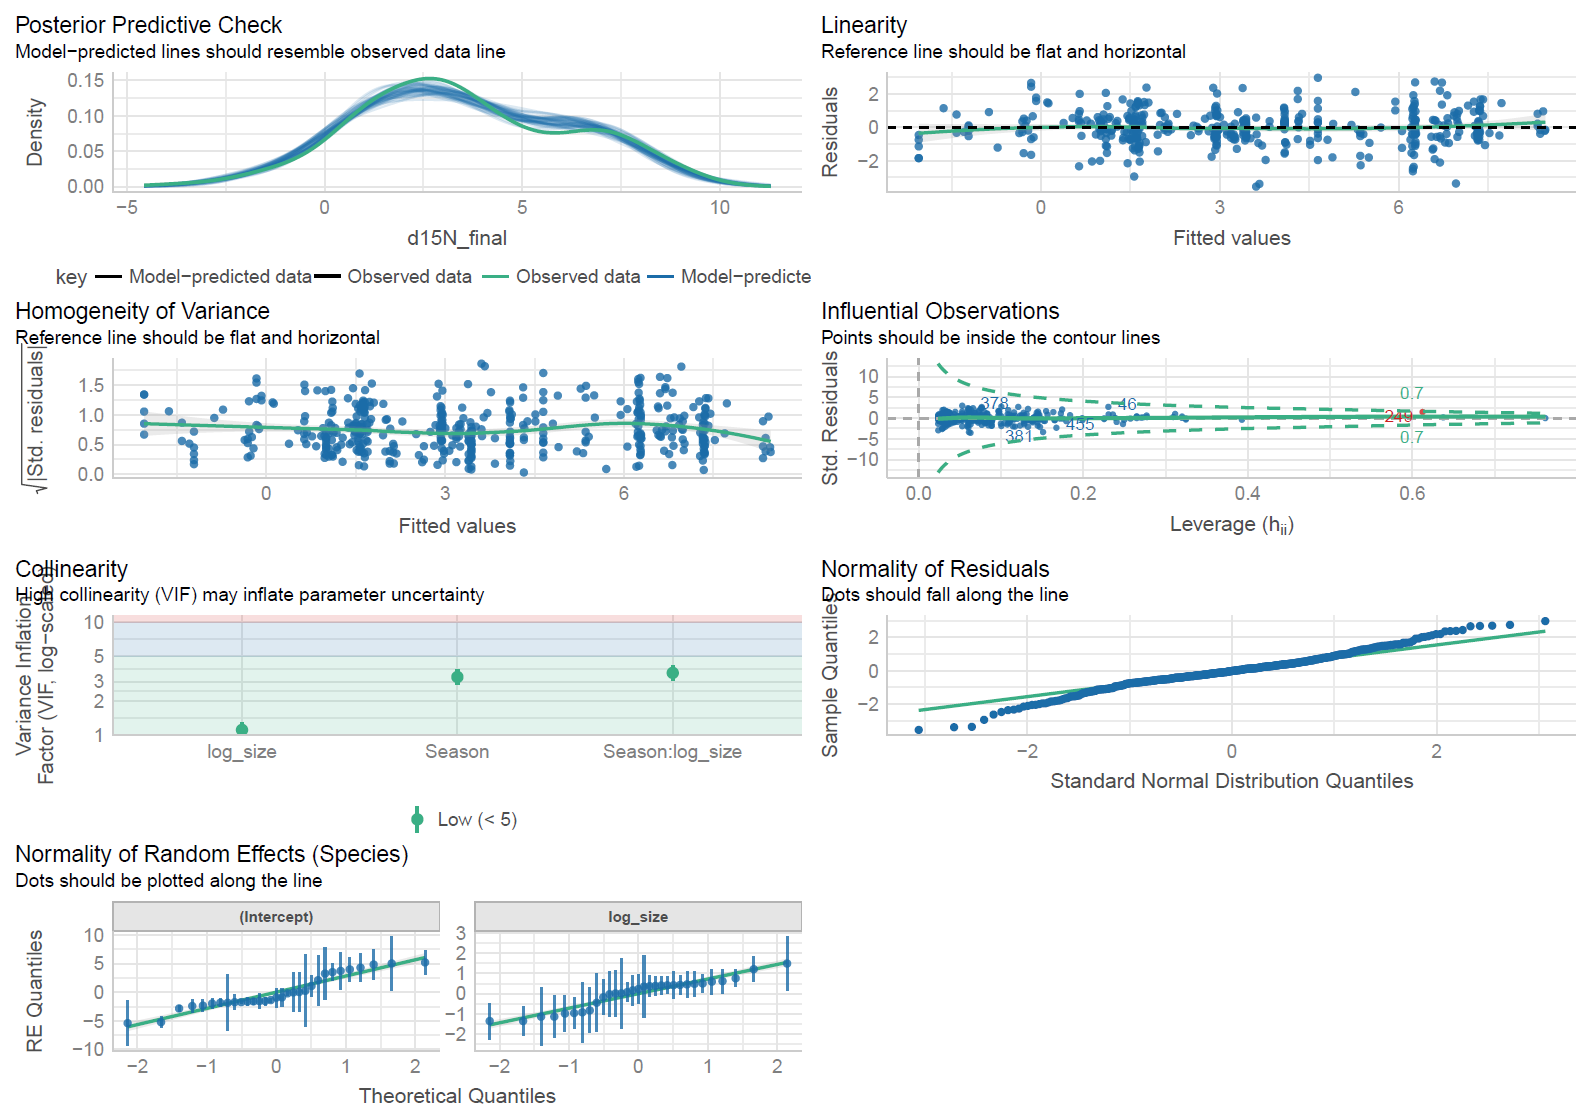 Posterior Predictive Check
Model−predicted lines should resemble observed data line
Density
0.15
0.10
0.05
0.00
−5
0
5
10
d15N_final
key
Model−predicted data
Observed data
Observed data
Model−predicte
Linearity
Reference line should be flat and horizontal
Residuals
2
0
−2
0
3
6
Fitted values
Homogeneity of Variance
Reference line should be flat and horizontal
√|Std. residuals|
1.5
1.0
0.5
0.0
0
3
6
Fitted values
Influential Observations
Points should be inside the contour lines
Std. Residuals
10
5
0
−5
−10
378
46
455
381
249
0.7
0.7
0.0
0.2
0.4
0.6
Leverage (hii)
Collinearity
High collinearity (VIF) may inflate parameter uncertainty
Variance Inflation
Factor (VIF, log−scaled)
10
5
3
2
1
log_size
Season
Season:log_size
Low (< 5)
Normality of Residuals
Dots should fall along the line
Sample Quantiles
2
0
−2
−2
0
2
Standard Normal Distribution Quantiles
Normality of Random Effects (Species)
Dots should be plotted along the line
(Intercept)
log_size
RE Quantiles
10
5
0
−5
−10
3
2
1
0
−1
−2
−2
−1
0
1
2
−2
−1
0
1
2
Theoretical Quantiles